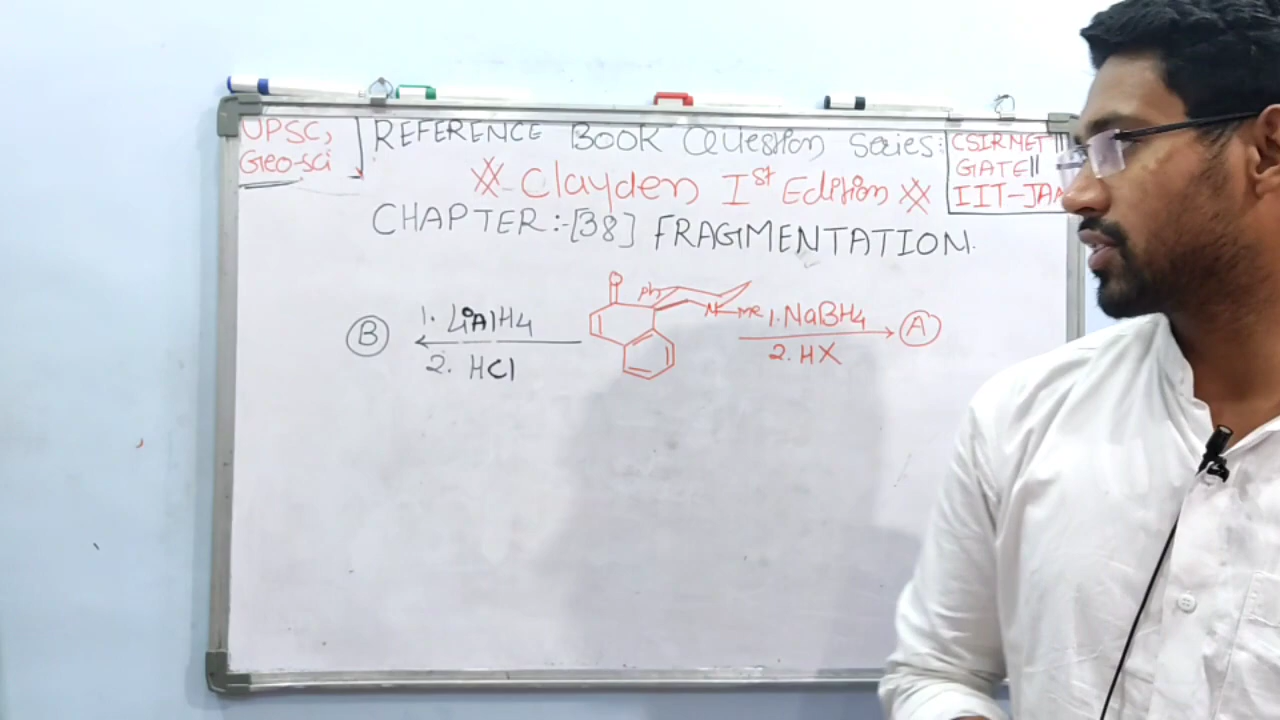 UPSC,
Geo-sci
REFERENCE Book Question Series:
CSIRNET ||
GATE ||
IIT-JAM
# Clayden Ist Edition #
CHAPTER:-[38] FRAGMENTATION.
B
1. LiAlH4
2. HCl
O
Ph
N-Me
1. NaBH4
2. HX
A